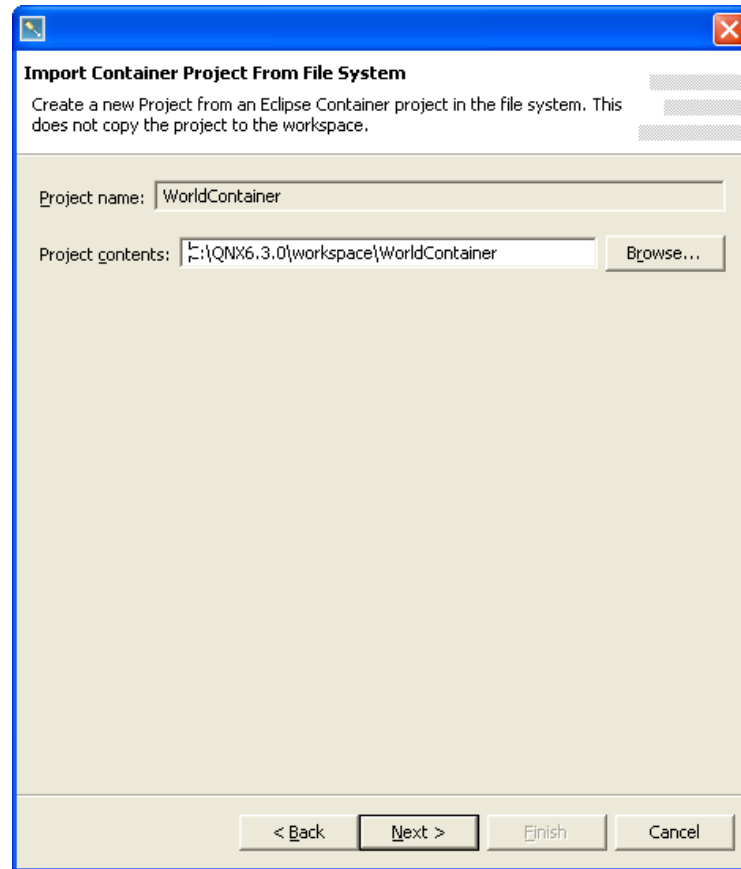 Import Container Project From File System
Create a new Project from an Eclipse Container project in the file system. This
does not copy the project to the workspace.
Project name: WorldContainer
Project contents: C:\QNX6.3.0\workspace\WorldContainer Browse...
< Back Next > Finish Cancel